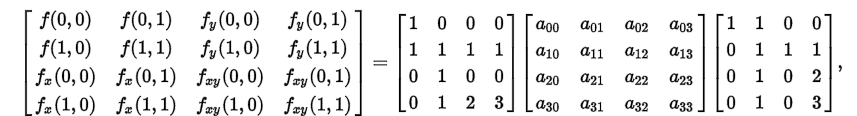 [ f(0,0) f(0,1) f_y(0,0) f_y(0,1) ] = [ 1 0 0 0 ] [ a_00 a_01 a_02 a_03 ] [ 1 1 0 0 ] ,
[ f(1,0) f(1,1) f_y(1,0) f_y(1,1) ] [ 1 1 1 1 ] [ a_10 a_11 a_12 a_13 ] [ 0 1 1 1 ]
[ f_x(0,0) f_x(0,1) f_xy(0,0) f_xy(0,1) ] [ 0 1 0 0 ] [ a_20 a_21 a_22 a_23 ] [ 0 1 0 2 ]
[ f_x(1,0) f_x(1,1) f_xy(1,0) f_xy(1,1) ] [ 0 1 2 3 ] [ a_30 a_31 a_32 a_33 ] [ 0 1 0 3 ]